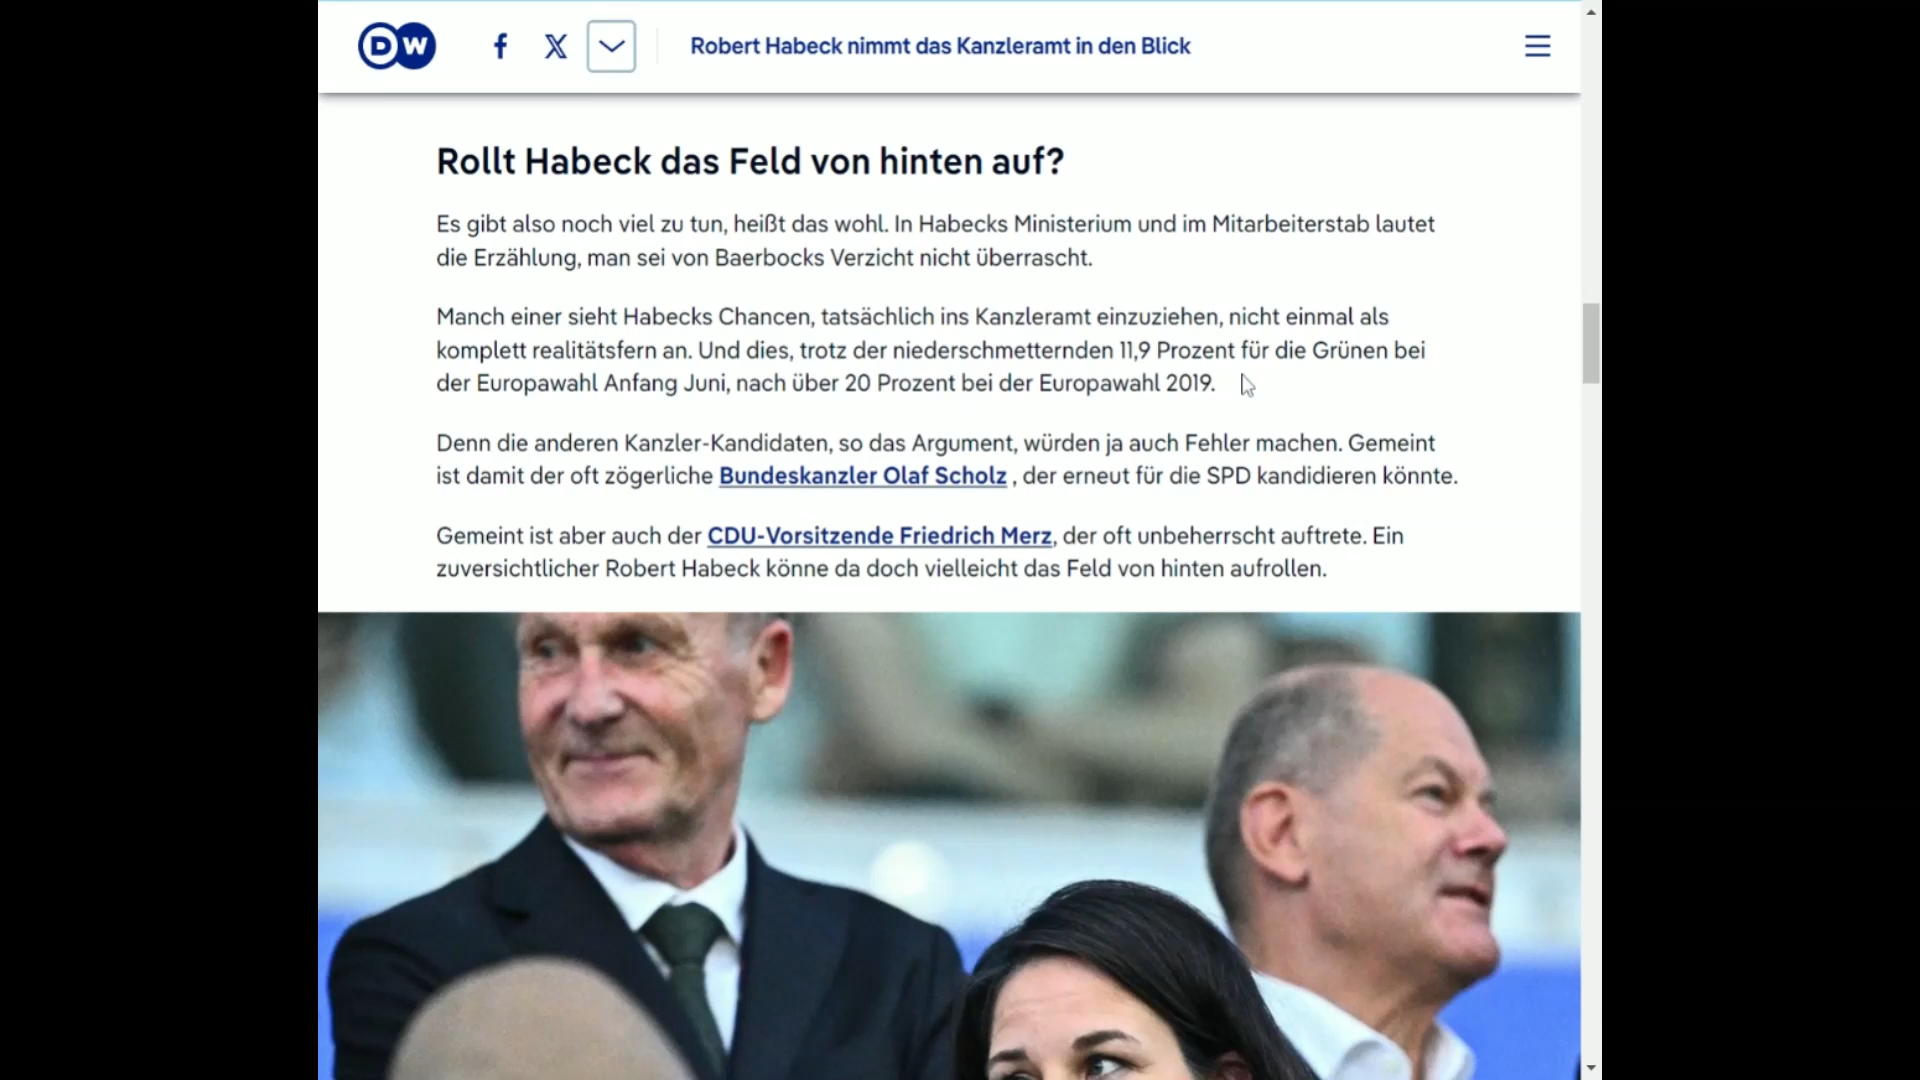 DW
Robert Habeck nimmt das Kanzleramt in den Blick
Rollt Habeck das Feld von hinten auf?
Es gibt also noch viel zu tun, heißt das wohl. In Habecks Ministerium und im Mitarbeiterstab lautet
die Erzählung, man sei von Baerbocks Verzicht nicht überrascht.
Manch einer sieht Habecks Chancen, tatsächlich ins Kanzleramt einzuziehen, nicht einmal als
komplett realitätsfern an. Und dies, trotz der niederschmetternden 11,9 Prozent für die Grünen bei
der Europawahl Anfang Juni, nach über 20 Prozent bei der Europawahl 2019.
Denn die anderen Kanzler-Kandidaten, so das Argument, würden ja auch Fehler machen. Gemeint
ist damit der oft zögerliche Bundeskanzler Olaf Scholz , der erneut für die SPD kandidieren könnte.
Gemeint ist aber auch der CDU-Vorsitzende Friedrich Merz, der oft unbeherrscht auftrete. Ein
zuversichtlicher Robert Habeck könne da doch vielleicht das Feld von hinten aufrollen.